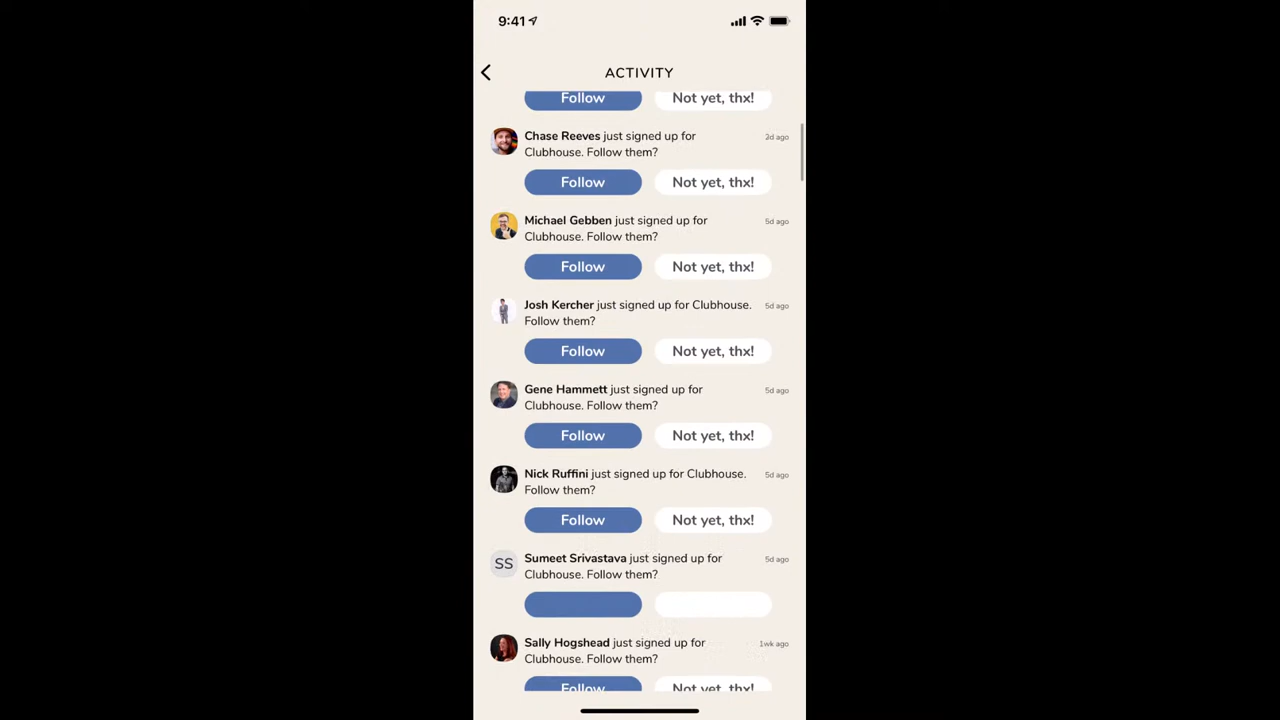 9:41
ACTIVITY
Follow Not yet, thx!
Chase Reeves just signed up for 3d ago
Clubhouse. Follow them?
Follow Not yet, thx!
Michael Gebben just signed up for 5d ago
Clubhouse. Follow them?
Follow Not yet, thx!
Josh Kercher just signed up for Clubhouse. 5d ago
Follow them?
Follow Not yet, thx!
Gene Hammett just signed up for 5d ago
Clubhouse. Follow them?
Follow Not yet, thx!
Nick Ruffini just signed up for Clubhouse. 5d ago
Follow them?
Follow Not yet, thx!
SS Sumeet Srivastava just signed up for 5d ago
Clubhouse. Follow them?
Sally Hogshead just signed up for 1wk ago
Clubhouse. Follow them?
Follow Not yet, thx!